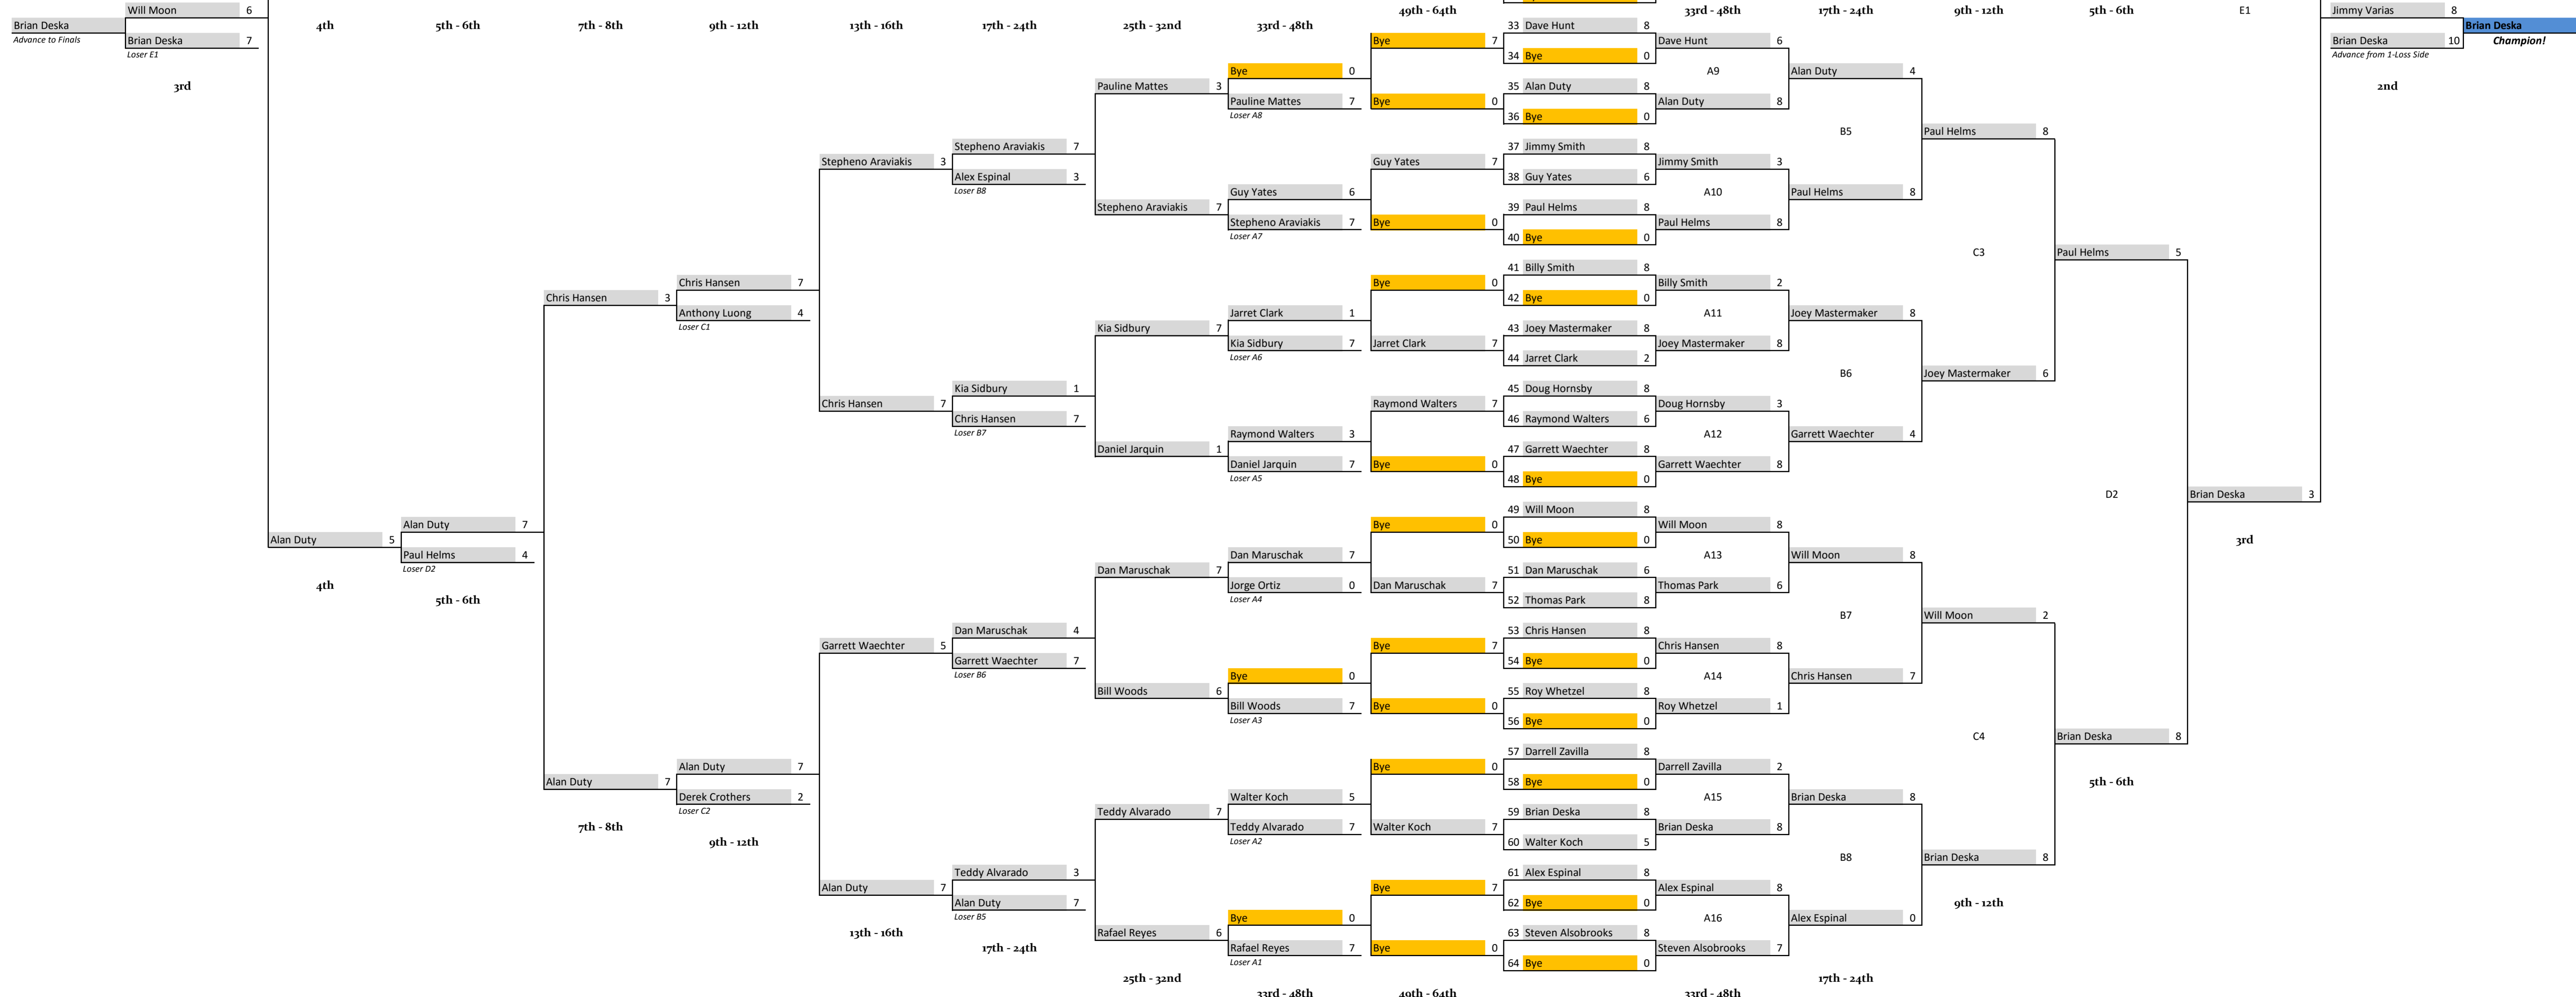 Will Moon 6
Brian Deska
Advance to Finals
Brian Deska 7
Loser E1
3rd
4th
5th - 6th
7th - 8th
9th - 12th
13th - 16th
17th - 24th
25th - 32nd
33rd - 48th
49th - 64th
33rd - 48th
17th - 24th
9th - 12th
5th - 6th
E1
Jimmy Varias 8
Brian Deska
Champion!
Brian Deska 10
Advance from 1-Loss Side
2nd
Alan Duty 5
4th
Alan Duty 7
Paul Helms 4
Loser D2
5th - 6th
Chris Hansen 3
Alan Duty 7
7th - 8th
Chris Hansen 7
Anthony Luong 4
Loser C1
Alan Duty 7
Derek Crothers 2
Loser C2
9th - 12th
Stepheno Araviakis 3
Chris Hansen 7
Garrett Waechter 5
Alan Duty 7
13th - 16th
Stepheno Araviakis 7
Alex Espinal 3
Loser B8
Kia Sidbury 1
Chris Hansen 7
Loser B7
Dan Maruschak 4
Garrett Waechter 7
Loser B6
Teddy Alvarado 3
Alan Duty 7
Loser B5
17th - 24th
Pauline Mattes 3
Stepheno Araviakis 7
Kia Sidbury 7
Daniel Jarquin 1
Dan Maruschak 7
Bill Woods 6
Teddy Alvarado 7
Rafael Reyes 6
25th - 32nd
Bye 0
Pauline Mattes 7
Loser A8
Guy Yates 6
Stepheno Araviakis 7
Loser A7
Jarret Clark 1
Kia Sidbury 7
Loser A6
Raymond Walters 3
Daniel Jarquin 7
Loser A5
Dan Maruschak 7
Jorge Ortiz 0
Loser A4
Bye 0
Bill Woods 7
Loser A3
Walter Koch 5
Teddy Alvarado 7
Loser A2
Bye 0
Rafael Reyes 7
Loser A1
33rd - 48th
Bye 7
Bye 0
Guy Yates 7
Bye 0
Bye 0
Jarret Clark 7
Raymond Walters 7
Bye 0
Bye 0
Dan Maruschak 7
Bye 7
Bye 0
Bye 0
Walter Koch 7
Bye 7
Bye 0
49th - 64th
33 Dave Hunt 8
34 Bye 0
35 Alan Duty 8
36 Bye 0
37 Jimmy Smith 8
38 Guy Yates 6
39 Paul Helms 8
40 Bye 0
41 Billy Smith 8
42 Bye 0
43 Joey Mastermaker 8
44 Jarret Clark 2
45 Doug Hornsby 8
46 Raymond Walters 6
47 Garrett Waechter 8
48 Bye 0
49 Will Moon 8
50 Bye 0
51 Dan Maruschak 6
52 Thomas Park 8
53 Chris Hansen 8
54 Bye 0
55 Roy Whetzel 8
56 Bye 0
57 Darrell Zavilla 8
58 Bye 0
59 Brian Deska 8
60 Walter Koch 5
61 Alex Espinal 8
62 Bye 0
63 Steven Alsobrooks 8
64 Bye 0
Dave Hunt 6
A9
Alan Duty 8
Jimmy Smith 3
A10
Paul Helms 8
Billy Smith 2
A11
Joey Mastermaker 8
Doug Hornsby 3
A12
Garrett Waechter 8
Will Moon 8
A13
Thomas Park 6
Chris Hansen 8
A14
Roy Whetzel 1
Darrell Zavilla 2
A15
Brian Deska 8
Alex Espinal 8
A16
Steven Alsobrooks 7
33rd - 48th
Alan Duty 4
B5
Paul Helms 8
Joey Mastermaker 8
B6
Garrett Waechter 4
Will Moon 8
B7
Chris Hansen 7
Brian Deska 8
B8
Alex Espinal 0
17th - 24th
Paul Helms 8
C3
Joey Mastermaker 6
Will Moon 2
C4
Brian Deska 8
9th - 12th
Paul Helms 5
D2
Brian Deska 8
5th - 6th
Brian Deska 3
3rd